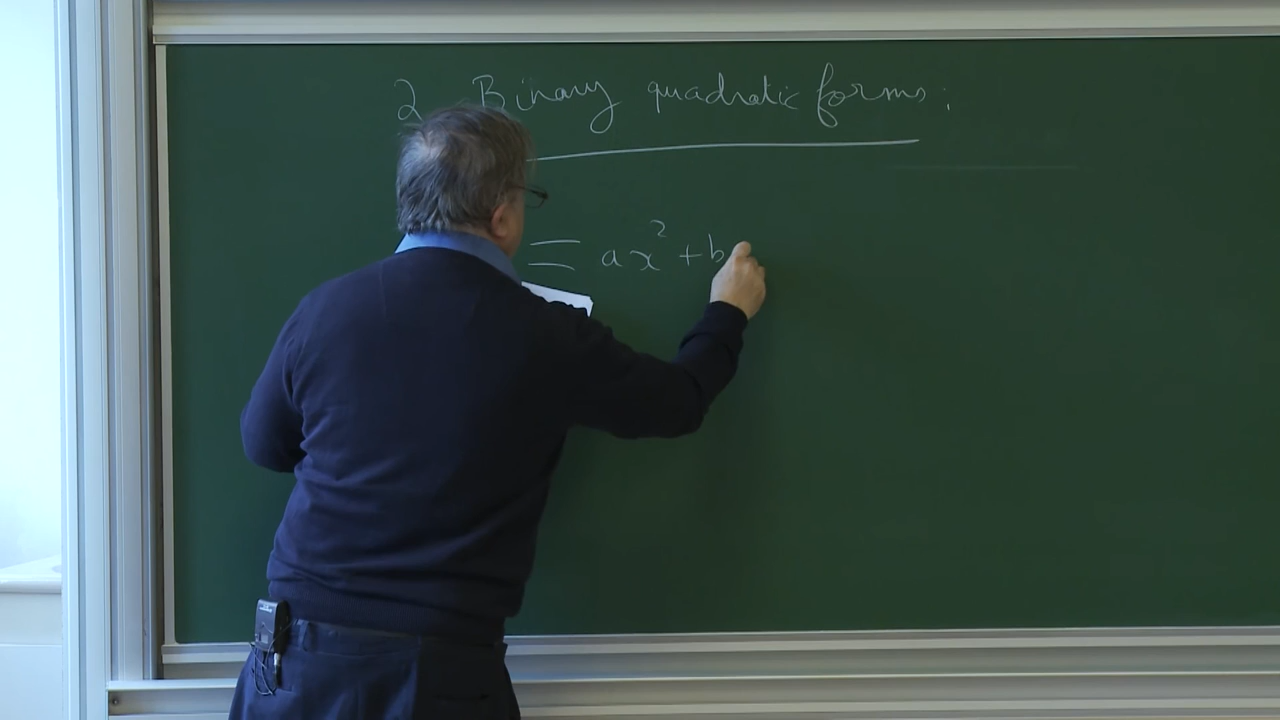 2 Binary quadratic forms:
= ax² + b